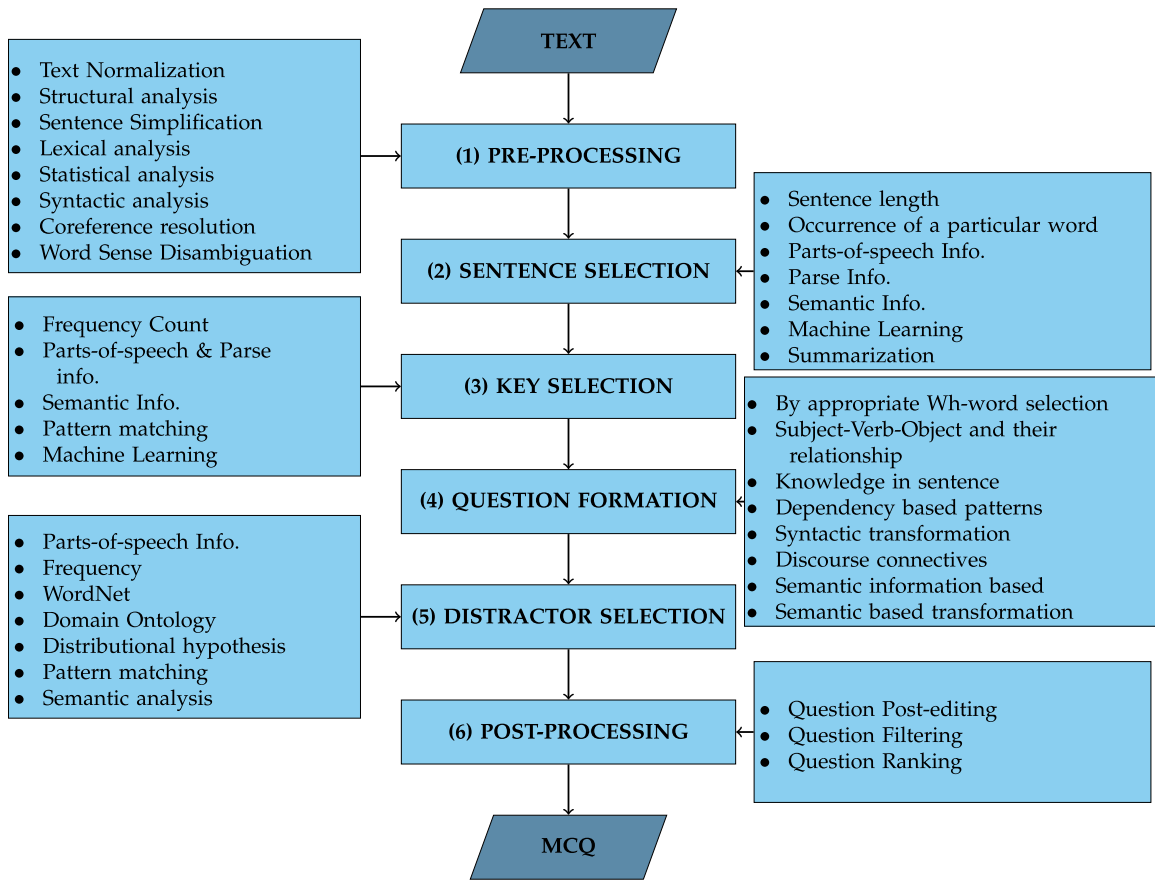 TEXT
● Text Normalization
● Structural analysis
● Sentence Simplification
● Lexical analysis
● Statistical analysis
● Syntactic analysis
● Coreference resolution
● Word Sense Disambiguation
(1) PRE-PROCESSING
(2) SENTENCE SELECTION
● Sentence length
● Occurrence of a particular word
● Parts-of-speech Info.
● Parse Info.
● Semantic Info.
● Machine Learning
● Summarization
● Frequency Count
● Parts-of-speech & Parse
info.
● Semantic Info.
● Pattern matching
● Machine Learning
(3) KEY SELECTION
(4) QUESTION FORMATION
● By appropriate Wh-word selection
● Subject-Verb-Object and their
relationship
● Knowledge in sentence
● Dependency based patterns
● Syntactic transformation
● Discourse connectives
● Semantic information based
● Semantic based transformation
● Parts-of-speech Info.
● Frequency
● WordNet
● Domain Ontology
● Distributional hypothesis
● Pattern matching
● Semantic analysis
(5) DISTRACTOR SELECTION
(6) POST-PROCESSING
● Question Post-editing
● Question Filtering
● Question Ranking
MCQ